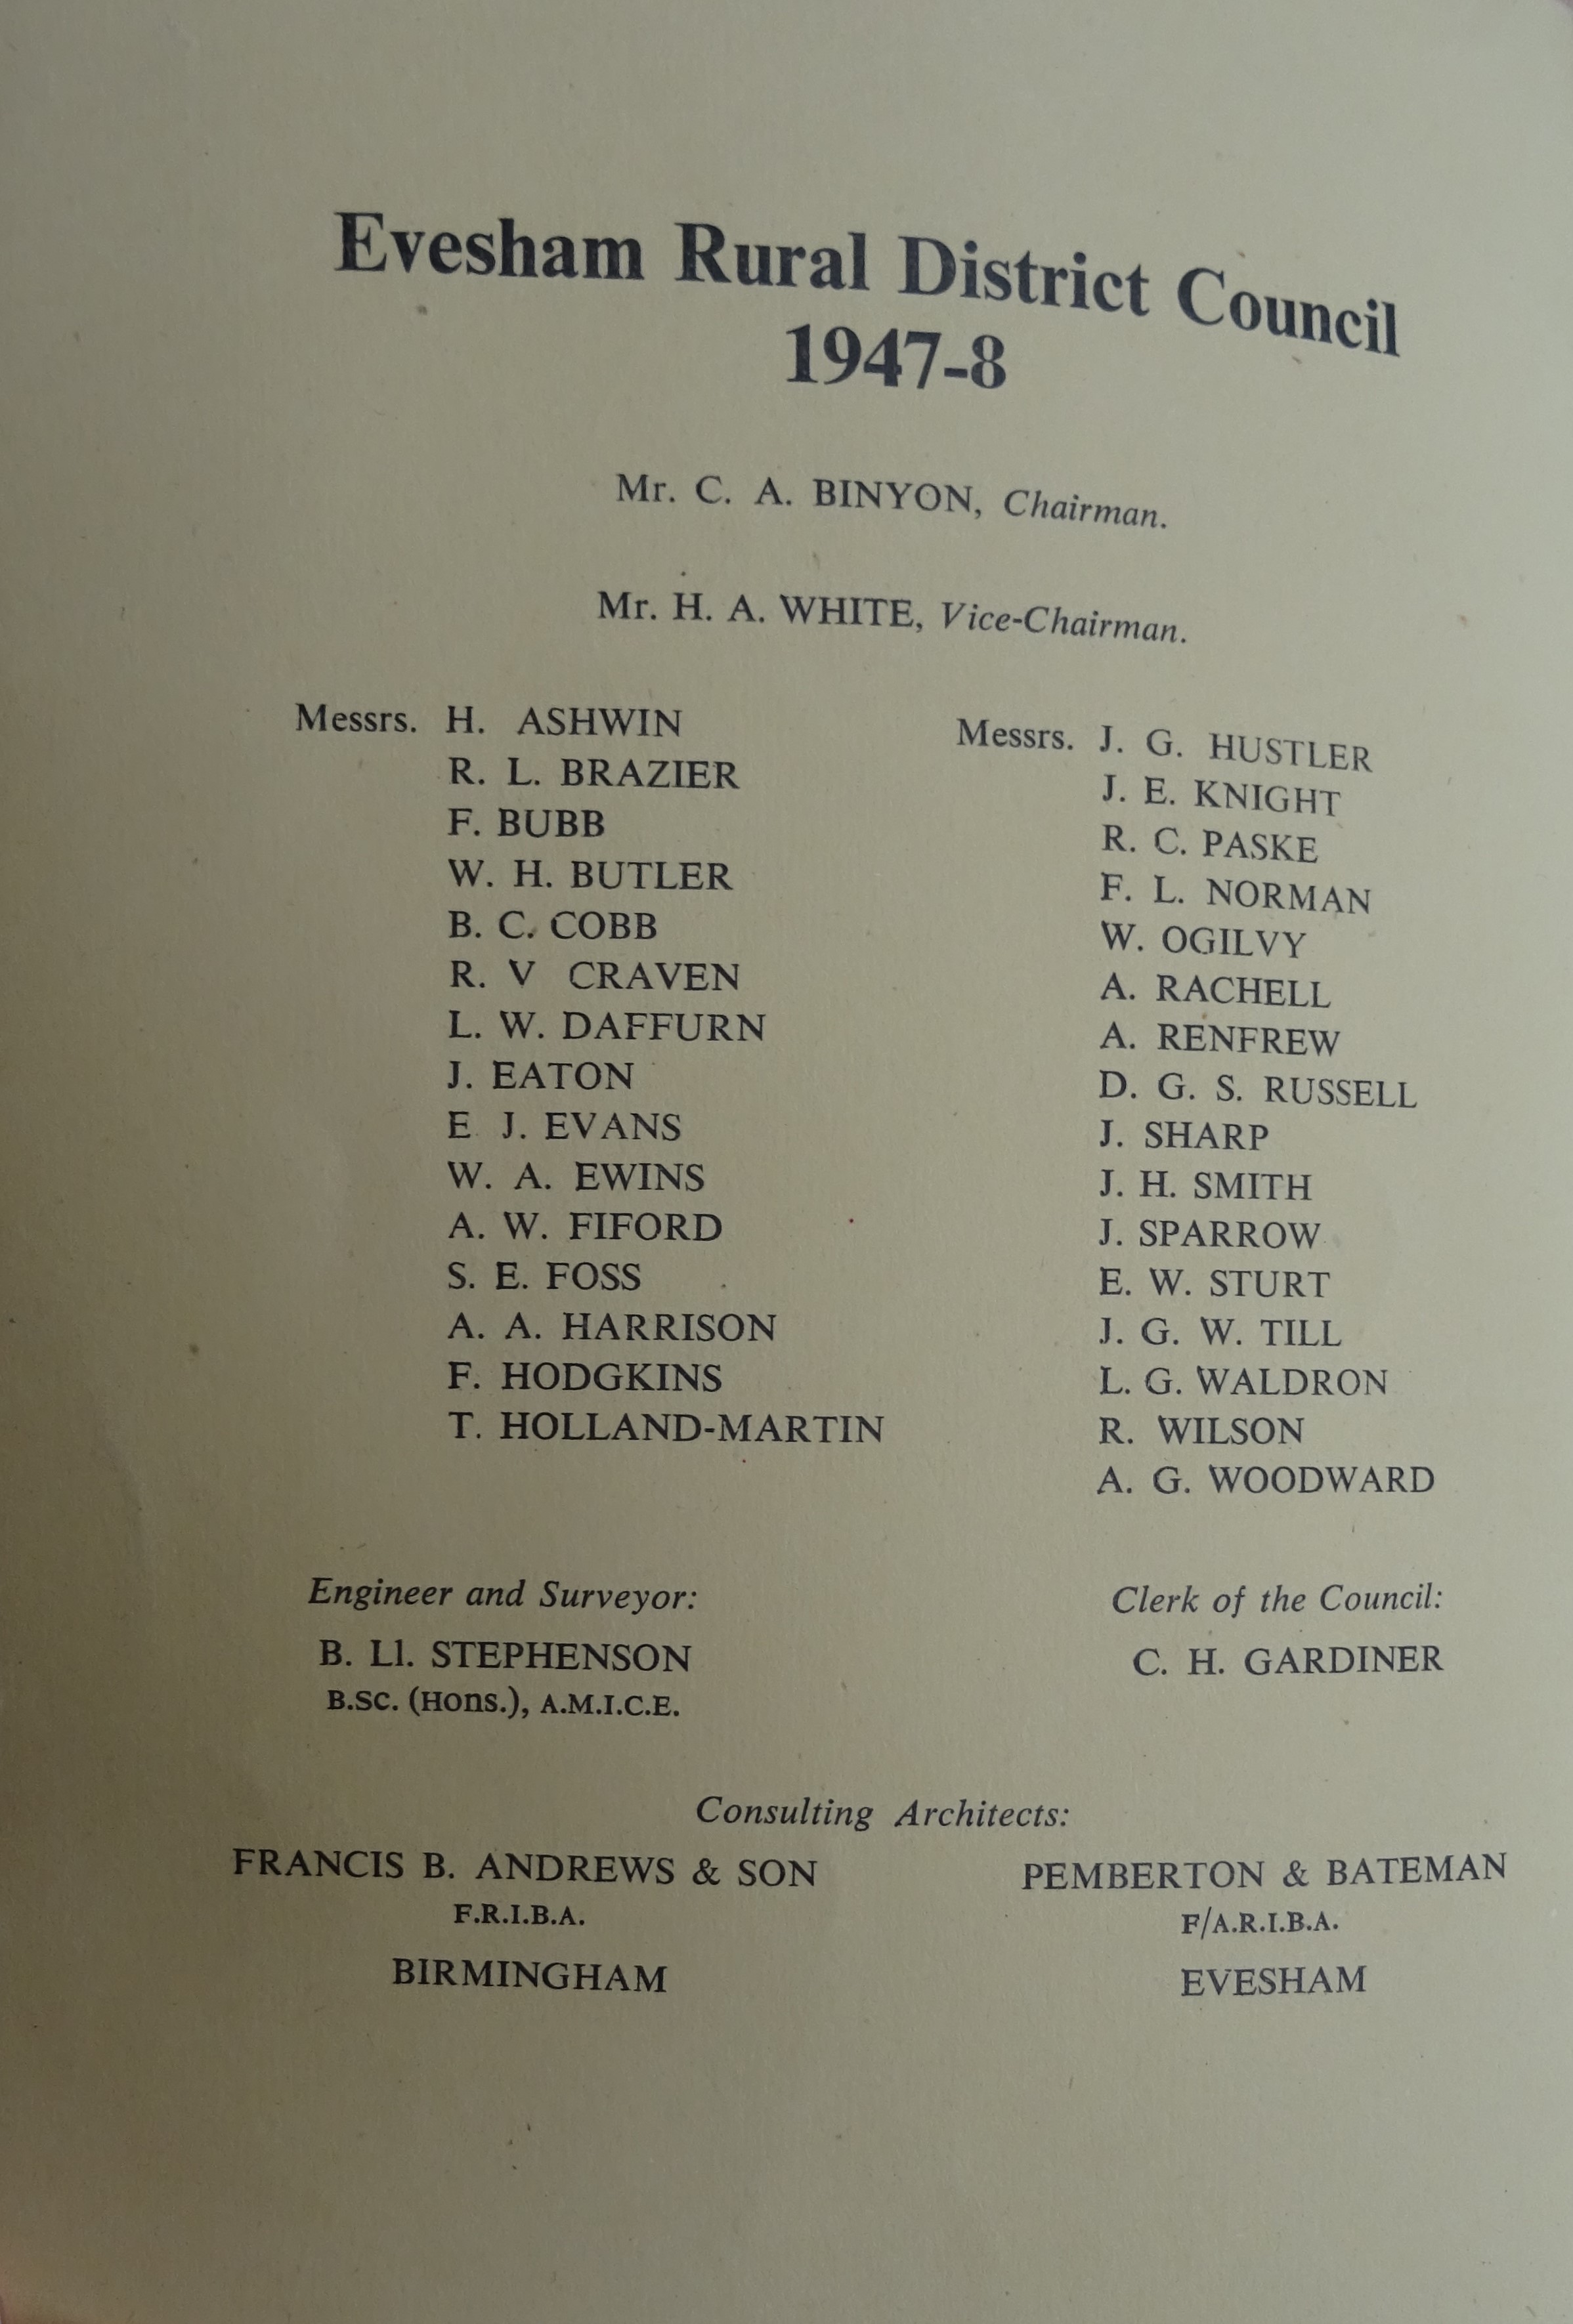 Evesham Rural District Council
1947-8
Mr. C. A. BINYON, Chairman.
Mr. H. A. WHITE, Vice-Chairman.
Messrs. H. ASHWIN
R. L. BRAZIER
F. BUBB
W. H. BUTLER
B. C. COBB
R. V CRAVEN
L. W. DAFFURN
J. EATON
E J. EVANS
W. A. EWINS
A. W. FIFORD
S. E. FOSS
A. A. HARRISON
F. HODGKINS
T. HOLLAND-MARTIN
Messrs. J. G. HUSTLER
J. E. KNIGHT
R. C. PASKE
F. L. NORMAN
W. OGILVY
A. RACHELL
A. RENFREW
D. G. S. RUSSELL
J. SHARP
J. H. SMITH
J. SPARROW
E. W. STURT
J. G. W. TILL
L. G. WALDRON
R. WILSON
A. G. WOODWARD
Engineer and Surveyor:
B. Ll. STEPHENSON
B.SC. (Hons.), A.M.I.C.E.
Clerk of the Council:
C. H. GARDINER
Consulting Architects:
FRANCIS B. ANDREWS & SON
F.R.I.B.A.
BIRMINGHAM
PEMBERTON & BATEMAN
F/A.R.I.B.A.
EVESHAM